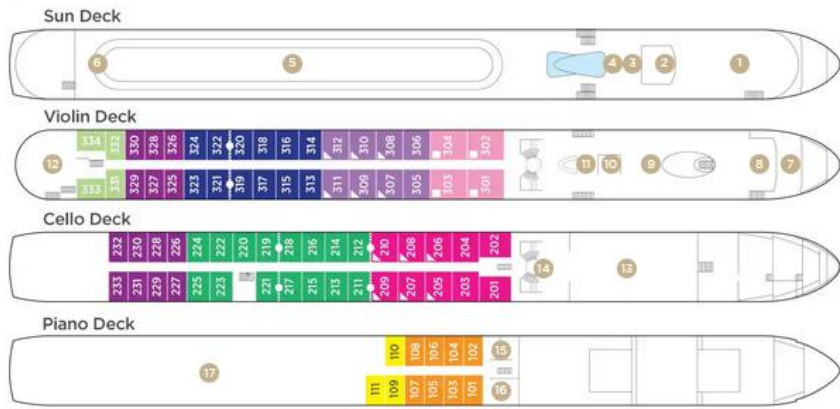 Sun Deck
6 5 4 3 2 1
Violin Deck
334 332 330 328 326 324 322 320 318 316 314 312 310 308 306 304 302
12 11 10 9 8 7
333 331 329 327 325 323 321 319 317 315 313 311 309 307 305 303 301
Cello Deck
232 230 228 226 224 222 220 219 218 216 214 212 210 208 206 204 202
14 13
233 231 229 227 225 223 221 217 215 213 211 209 207 205 203 201
Piano Deck
110 108 106 104 102 15
17
111 109 107 105 103 101 16